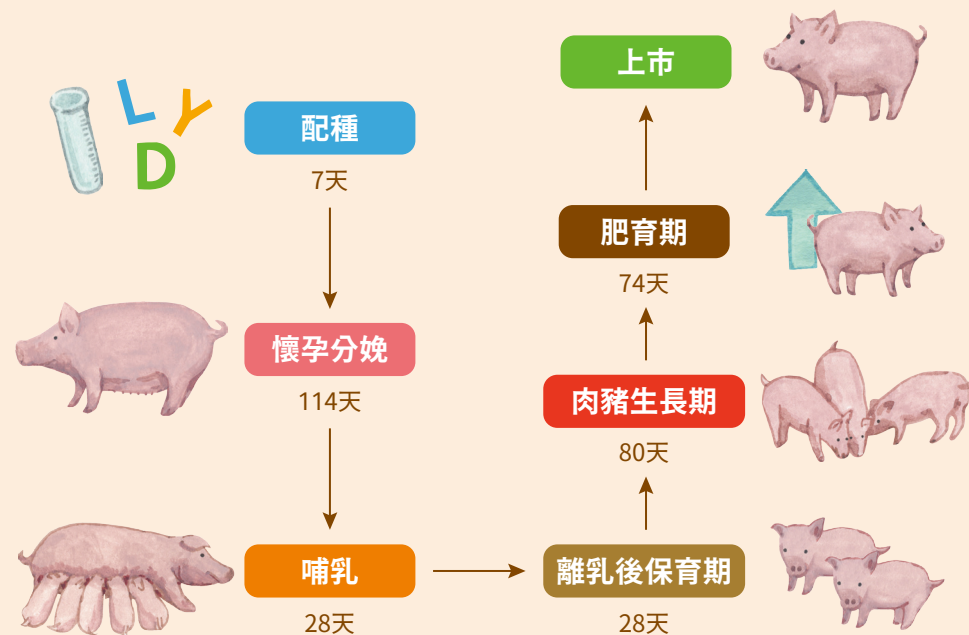 L Y
D
配種
7天
懷孕分娩
114天
哺乳
28天
離乳後保育期
28天
肉豬生長期
80天
肥育期
74天
上市